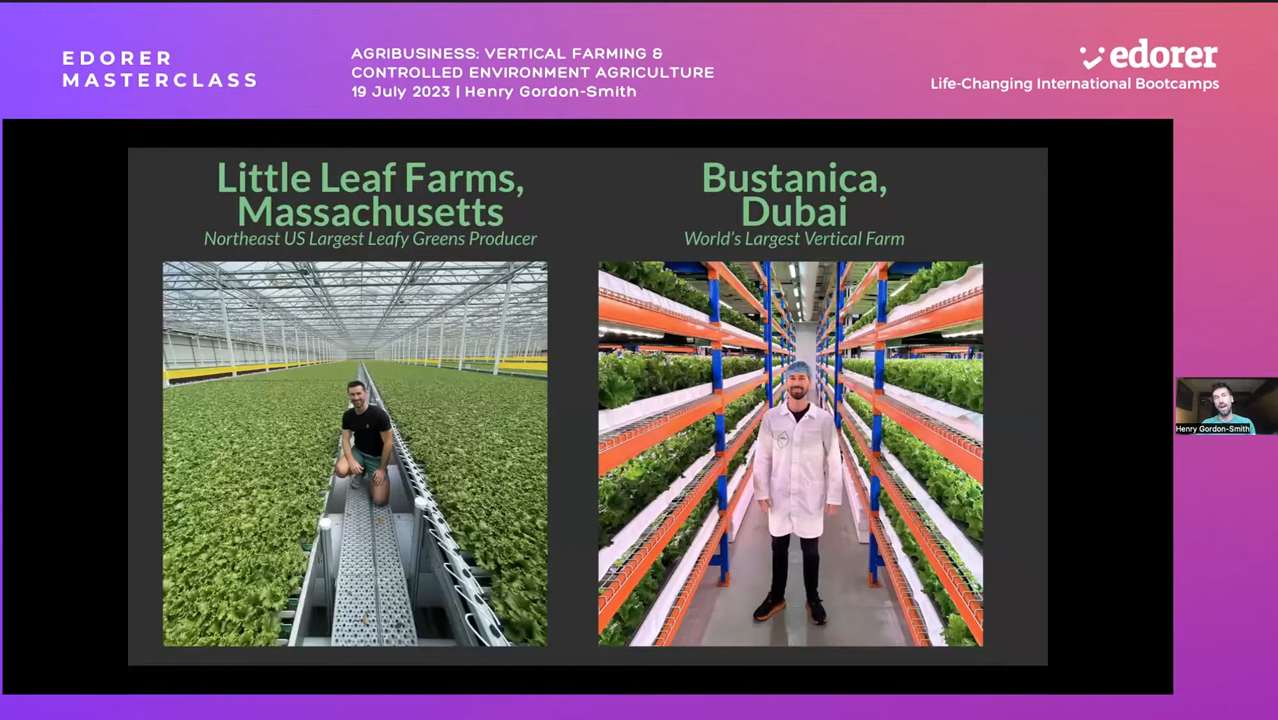 EDORER
MASTERCLASS
AGRIBUSINESS: VERTICAL FARMING &
CONTROLLED ENVIRONMENT AGRICULTURE
19 July 2023 | Henry Gordon-Smith
edorer
Life-Changing International Bootcamps
Little Leaf Farms,
Massachusetts
Northeast US Largest Leafy Greens Producer
Bustanica,
Dubai
World's Largest Vertical Farm
Henry Gordon-Smith